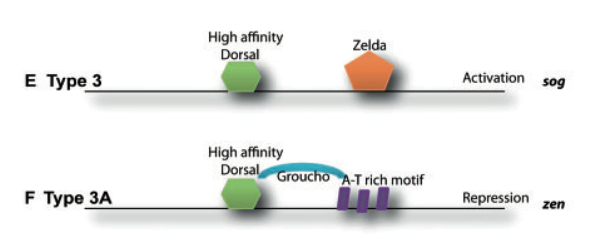 High affinity
Dorsal
Zelda
E Type 3
Activation
sog
High affinity
Dorsal
Groucho
A-T rich motif
F Type 3A
Repression
zen